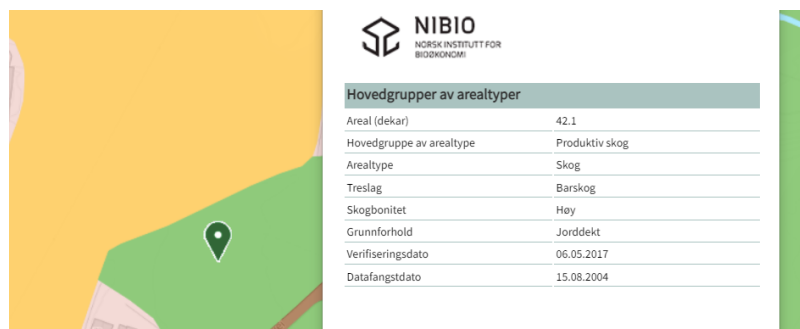 NIBIO
NORSK INSTITUTT FOR
BIOØKONOMI
Hovedgrupper av arealtyper
Areal (dekar) 42.1
Hovedgruppe av arealtype Produktiv skog
Arealtype Skog
Treslag Barskog
Skogbonitet Høy
Grunnforhold Jorddekt
Verifiseringsdato 06.05.2017
Datafangstdato 15.08.2004